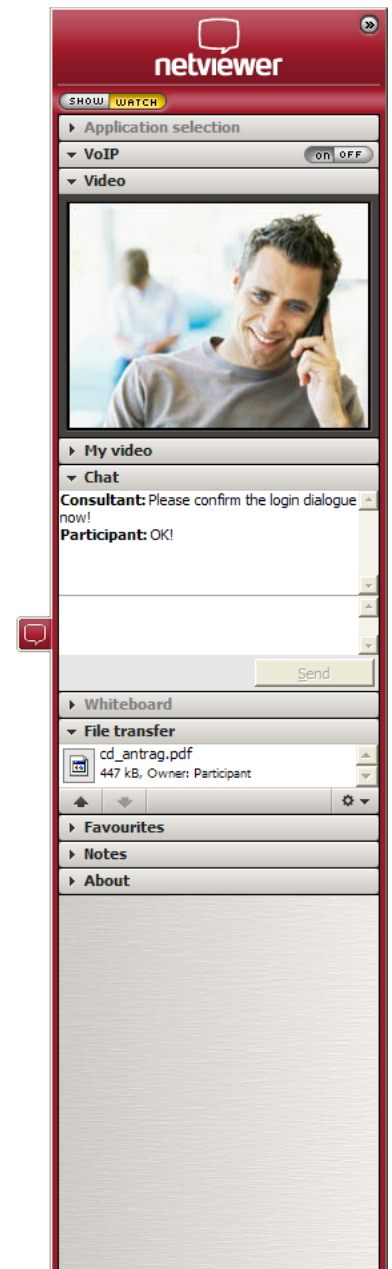 netviewer
SHOW WATCH
Application selection
VoIP on OFF
Video
My video
Chat
Consultant: Please confirm the login dialogue
now!
Participant: OK!
Send
Whiteboard
File transfer
cd_antrag.pdf
447 kB, Owner: Participant
Favourites
Notes
About